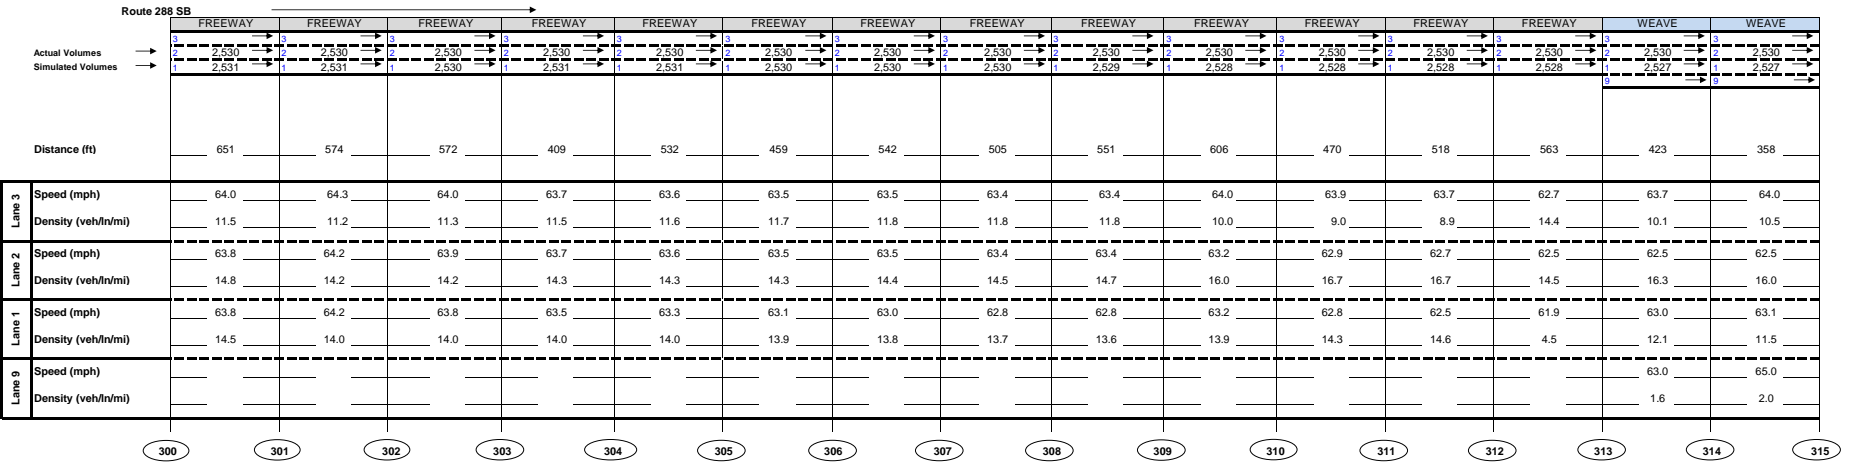 Route 288 SB
FREEWAY FREEWAY FREEWAY FREEWAY FREEWAY FREEWAY FREEWAY FREEWAY FREEWAY FREEWAY FREEWAY FREEWAY FREEWAY WEAVE WEAVE
3 3 3 3 3 3 3 3 3 3 3 3 3 3 3
Actual Volumes 2 2,530 2 2,530 2 2,530 2 2,530 2 2,530 2 2,530 2 2,530 2 2,530 2 2,530 2 2,530 2 2,530 2 2,530 2 2,530 2 2,530 2 2,530
Simulated Volumes 1 2,531 1 2,531 1 2,530 1 2,531 1 2,531 1 2,530 1 2,530 1 2,530 1 2,529 1 2,528 1 2,528 1 2,528 1 2,528 1 2,527 1 2,527
9 9
Distance (ft) 651 574 572 409 532 459 542 505 551 606 470 518 563 423 358
Lane 3
Speed (mph) 64.0 64.3 64.0 63.7 63.6 63.5 63.5 63.4 63.4 64.0 63.9 63.7 62.7 63.7 64.0
Density (veh/ln/mi) 11.5 11.2 11.3 11.5 11.6 11.7 11.8 11.8 11.8 10.0 9.0 8.9 14.4 10.1 10.5
Lane 2
Speed (mph) 63.8 64.2 63.9 63.7 63.6 63.5 63.5 63.4 63.4 63.2 62.9 62.7 62.5 62.5 62.5
Density (veh/ln/mi) 14.8 14.2 14.2 14.3 14.3 14.3 14.4 14.5 14.7 16.0 16.7 16.7 14.5 16.3 16.0
Lane 1
Speed (mph) 63.8 64.2 63.8 63.5 63.3 63.1 63.0 62.8 62.8 63.2 62.8 62.5 61.9 63.0 63.1
Density (veh/ln/mi) 14.5 14.0 14.0 14.0 14.0 13.9 13.8 13.7 13.6 13.9 14.3 14.6 4.5 12.1 11.5
Lane 9
Speed (mph) 63.0 65.0
Density (veh/ln/mi) 1.6 2.0
300 301 302 303 304 305 306 307 308 309 310 311 312 313 314 315